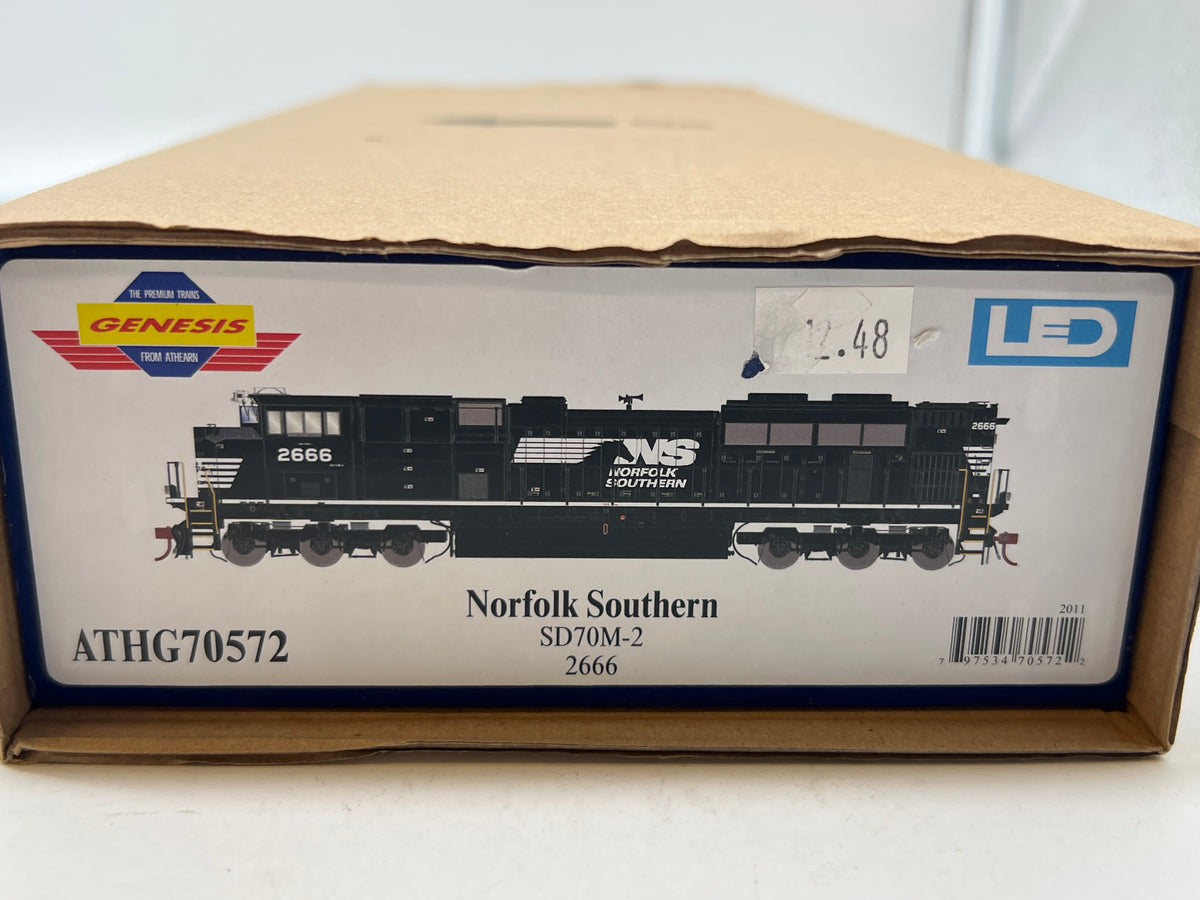 THE PREMIUM TRAINS
GENESIS
FROM ATHEARN
.48
LED
2666
2666
NS
NORFOLK
SOUTHERN
Norfolk Southern
SD70M-2
2666
ATHG70572
2011
7 97534 70572 2